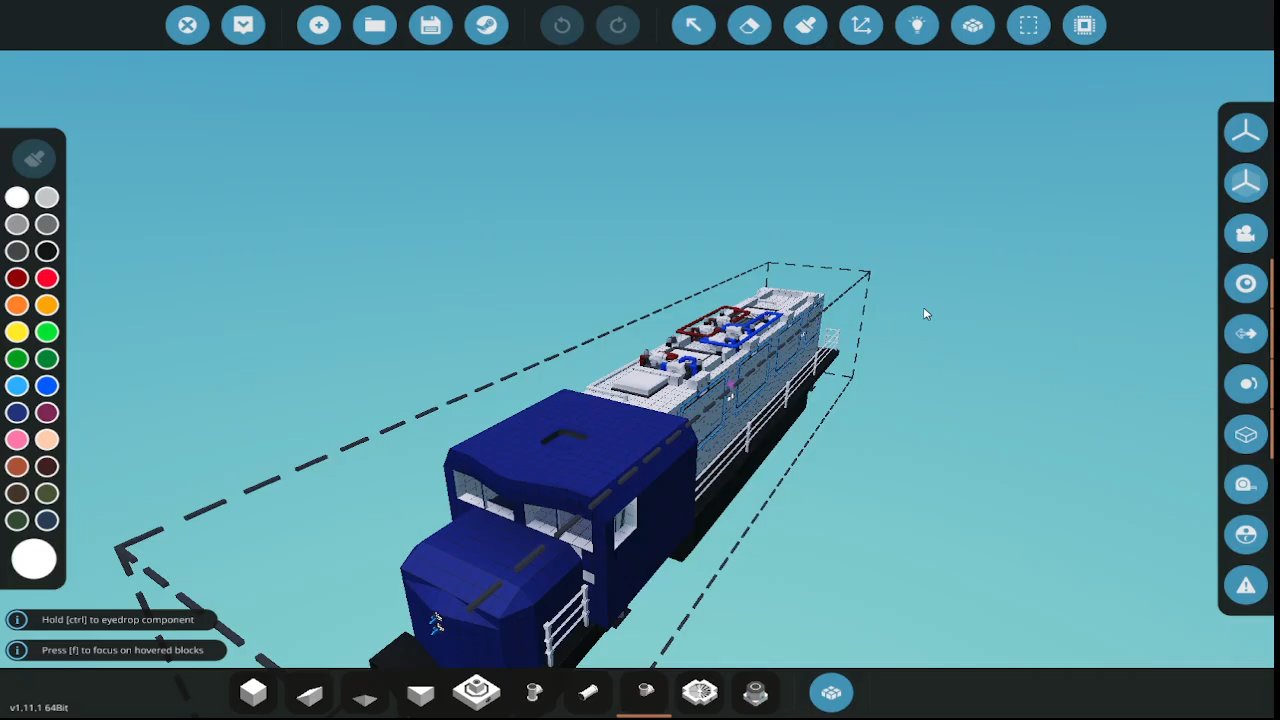 Hold [ctrl] to eyedrop component
Press [f] to focus on hovered blocks
v1.11.1 64Bit